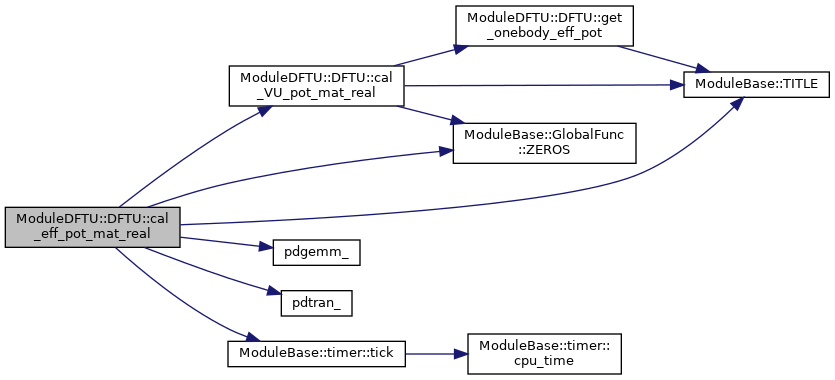 ModuleDFTU::DFTU::get
_onebody_eff_pot
ModuleDFTU::DFTU::cal
_VU_pot_mat_real
ModuleBase::TITLE
ModuleBase::GlobalFunc
::ZEROS
ModuleDFTU::DFTU::cal
_eff_pot_mat_real
pdgemm_
pdtran_
ModuleBase::timer::tick
ModuleBase::timer::
cpu_time